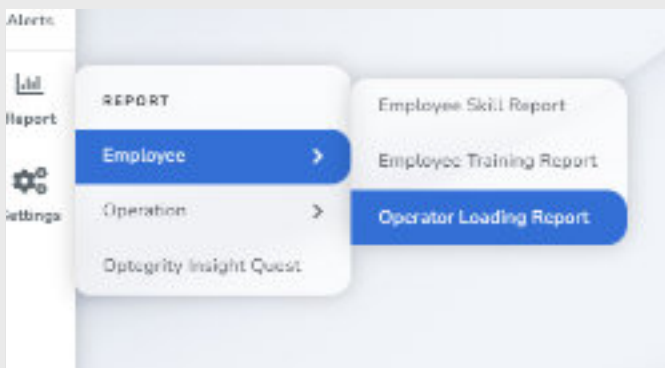 Alerts
Report
Settings
REPORT
Employee
Operation
Optegrity Insight Quest
Employee Skill Report
Employee Training Report
Operator Loading Report